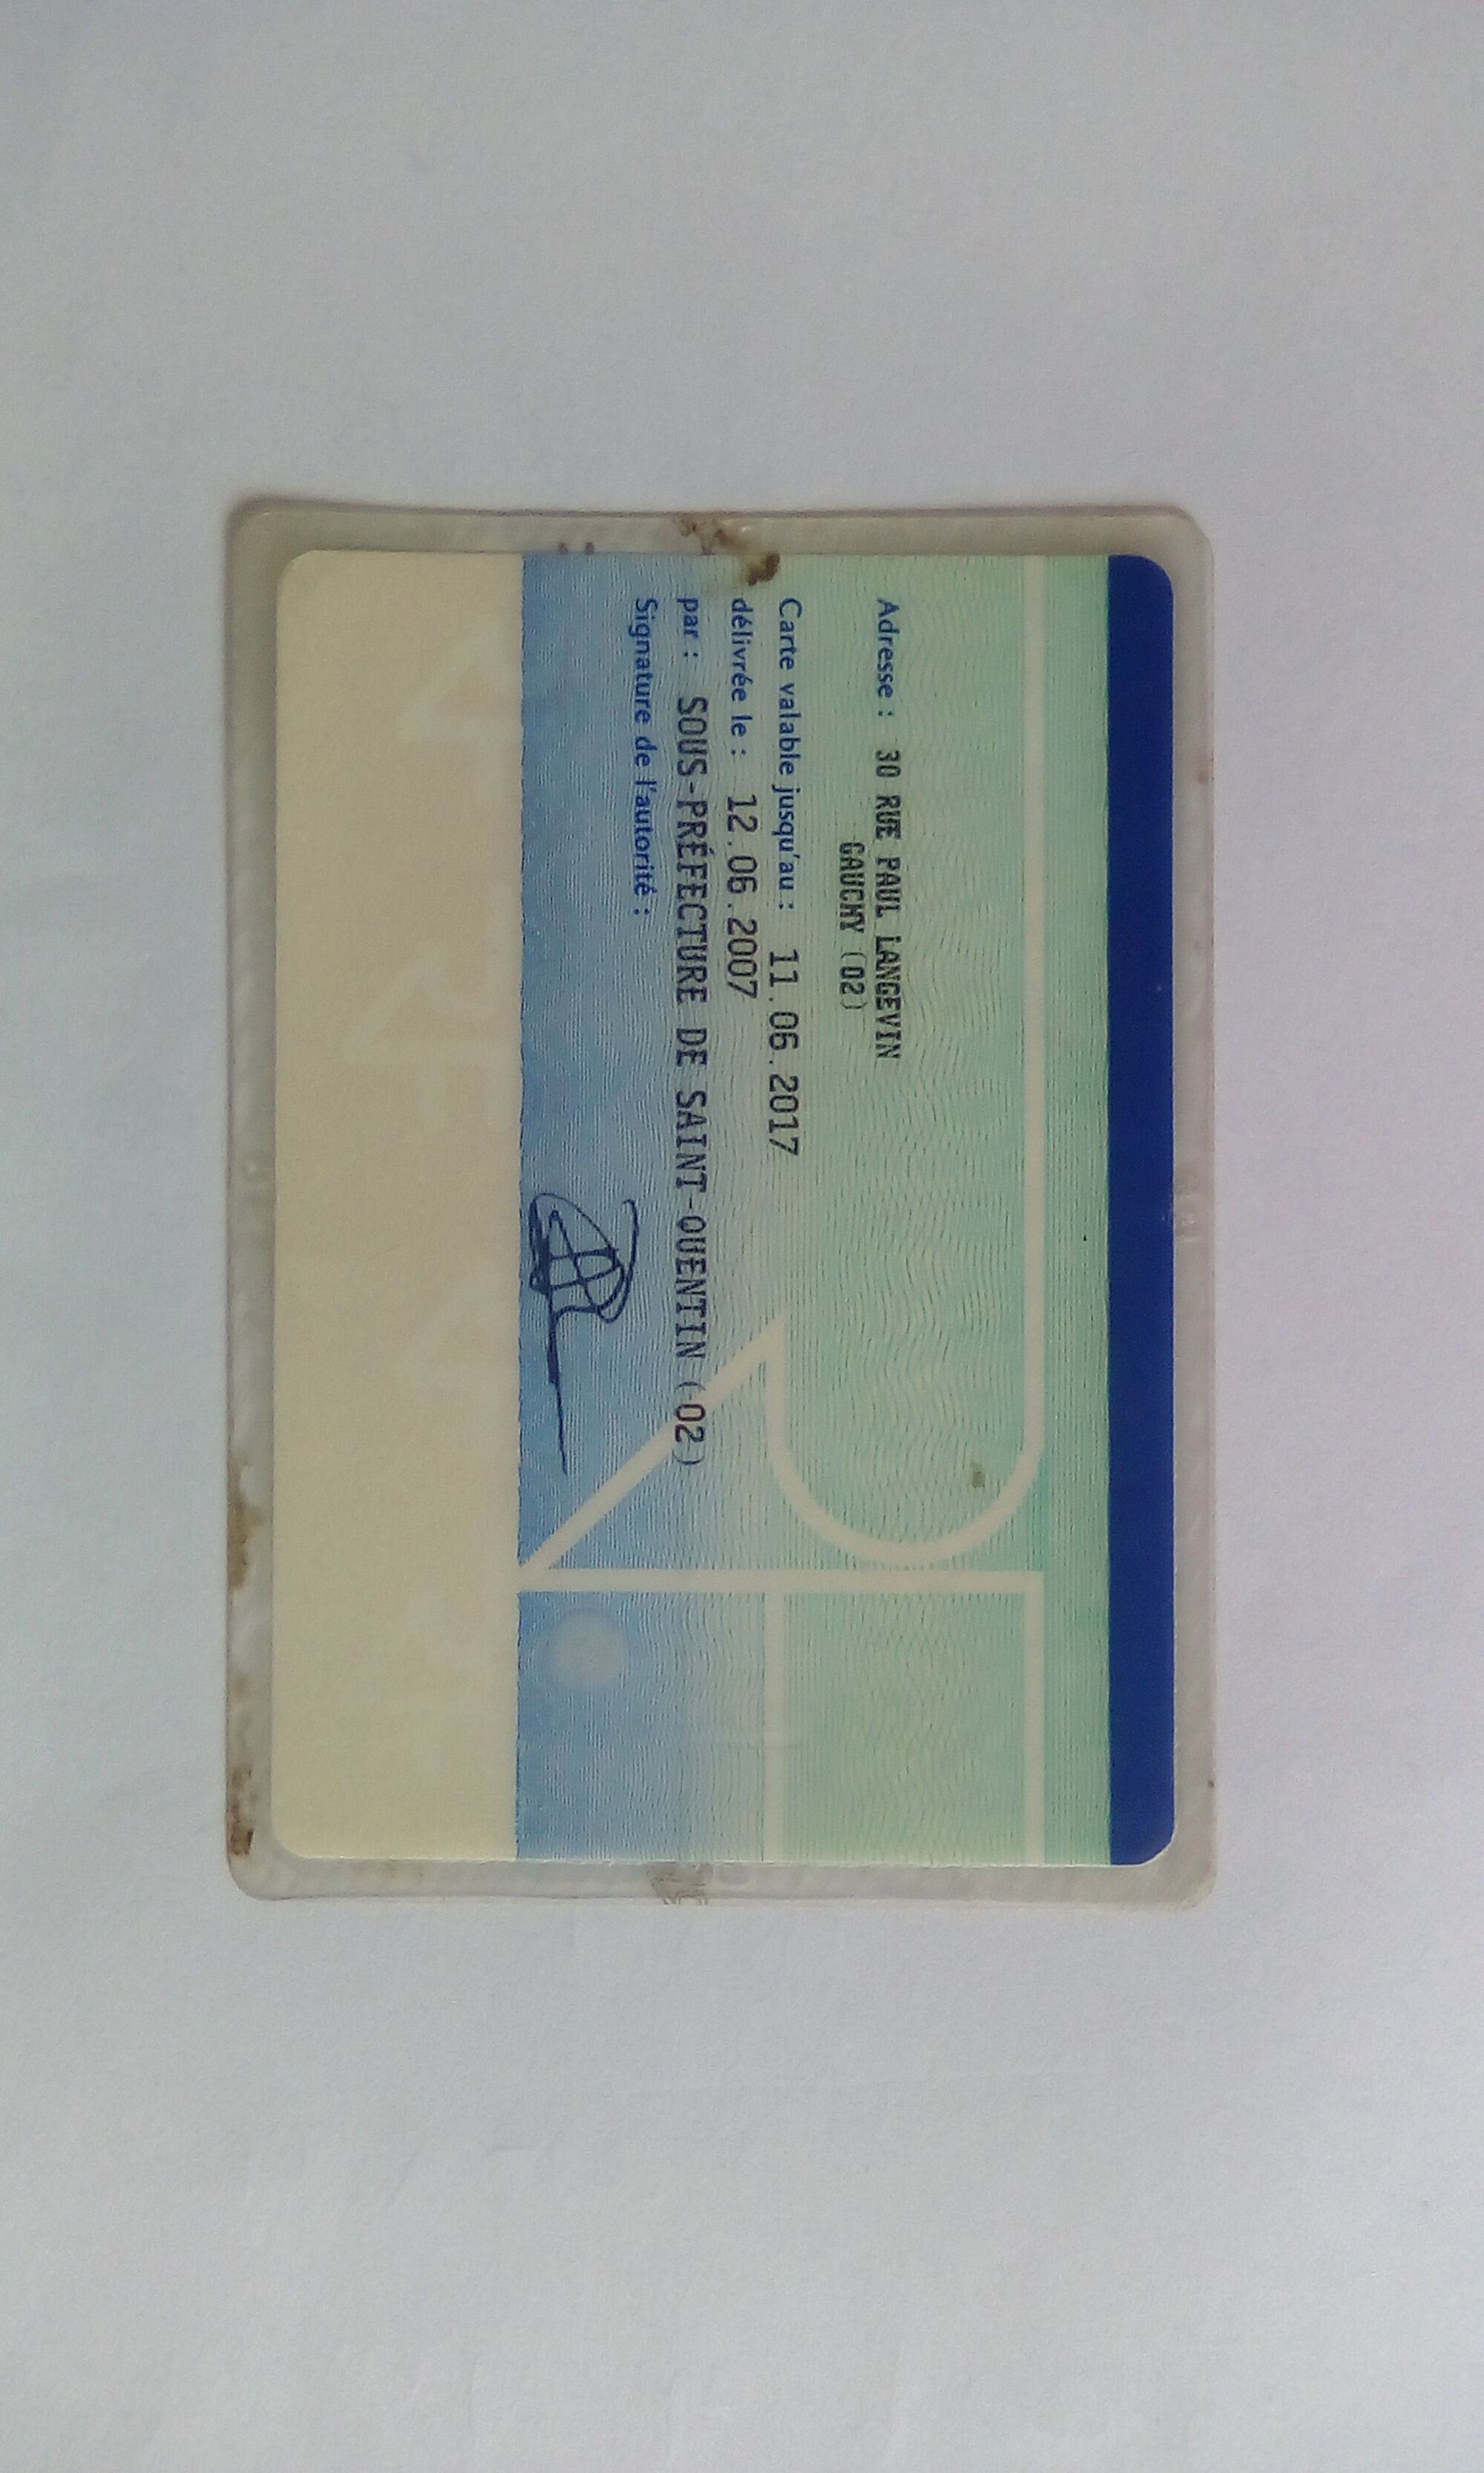 Adresse : 30 RUE PAUL LANGEVIN
GAUCHY (02)
Carte valable jusqu'au : 11.06.2017
délivrée le : 12.06.2007
par : SOUS-PRÉFECTURE DE SAINT-QUENTIN (02)
Signature de l'autorité :